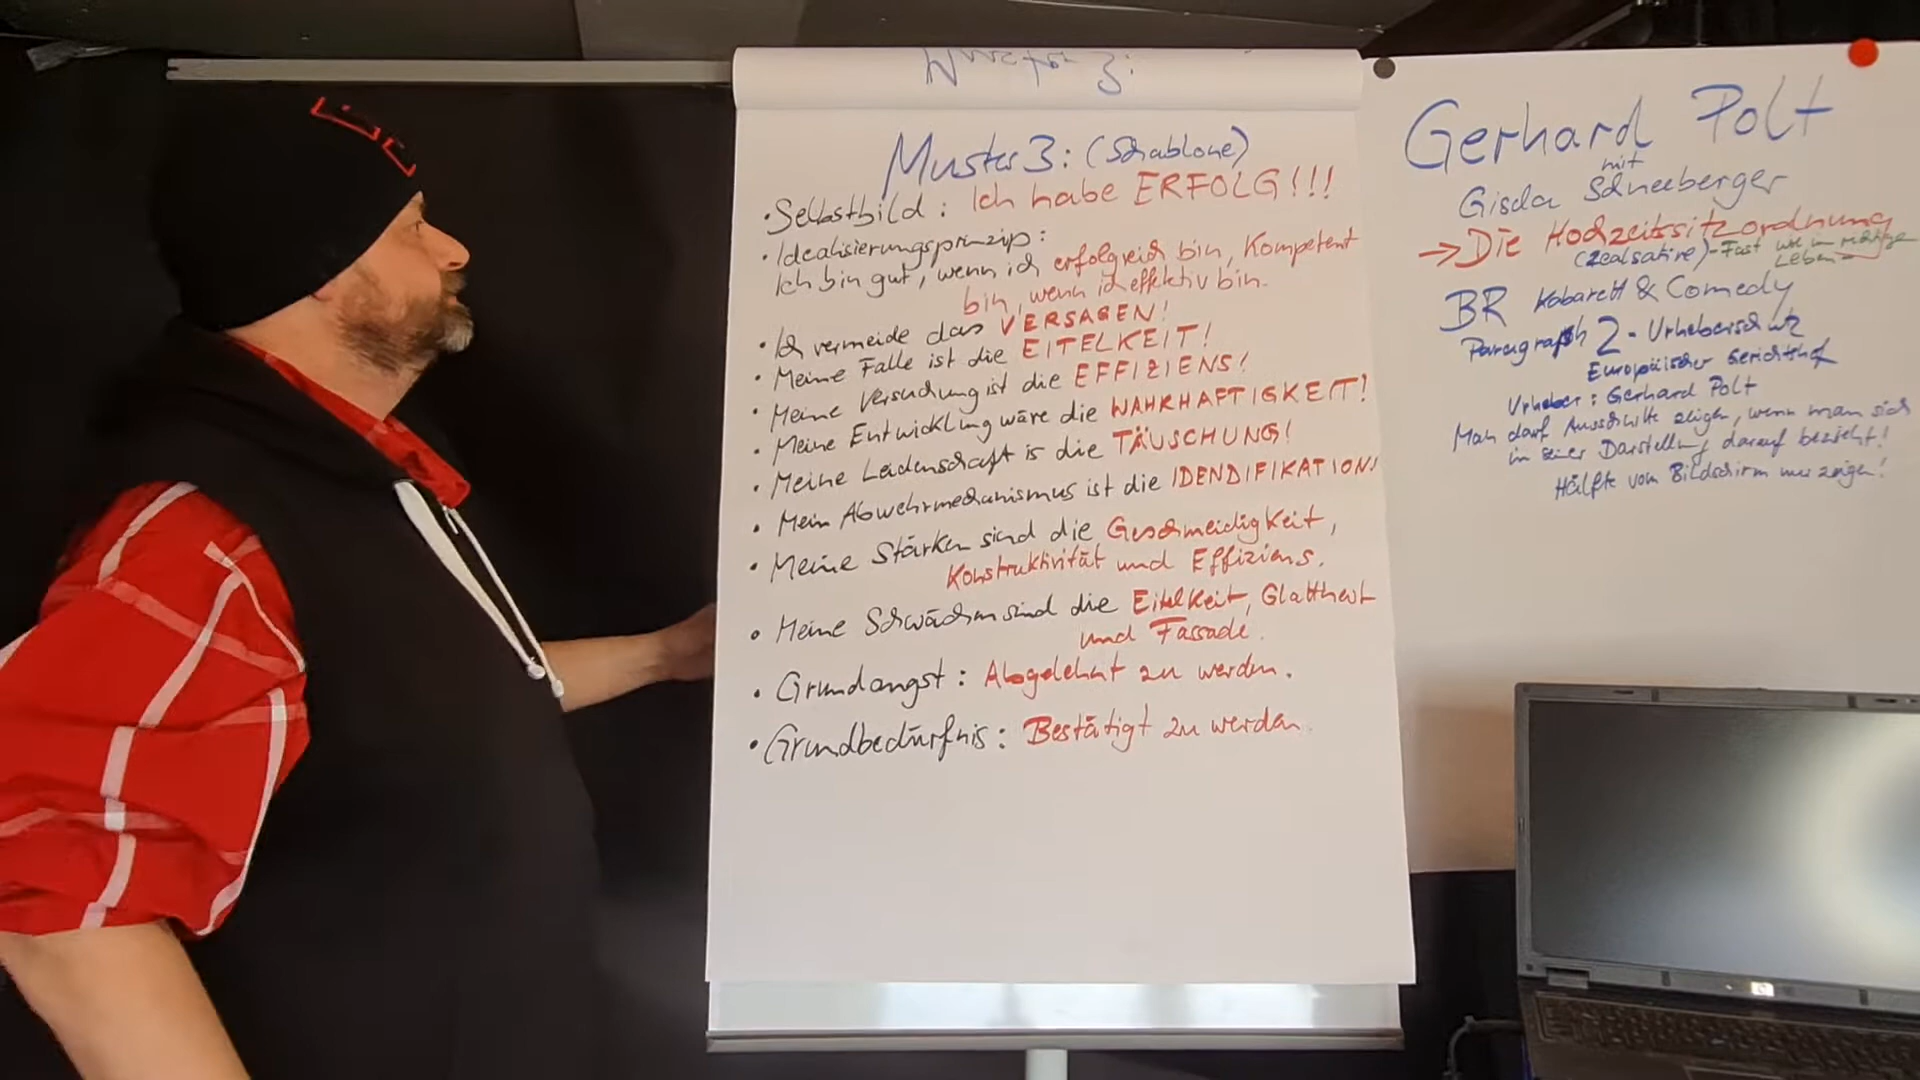 Muster 3: (Schablone)
• Selbstbild: Ich habe ERFOLG!!!
• Idealisierungsprinzip:
Ich bin gut, wenn ich erfolgreich bin, Kompetent
bin, wenn ich effektiv bin.
• Ich vermeide das VERSAGEN!
• Meine Falle ist die EITELKEIT!
• Meine Versuchung ist die EFFIZIENS!
• Meine Entwicklung wäre die WAHRHAFTIGKEIT!
• Meine Leidenschaft is die TÄUSCHUNG!
• Mein Abwehrmechanismus ist die IDENDIFIKATION!
• Meine Stärken sind die Geschmeidigkeit,
Konstruktivität und Effiziens.
• Meine Schwächen sind die Eitelkeit, Glattheit
und Fassade.
• Grundangst: Abgelehnt zu werden.
• Grundbedürfnis: Bestätigt zu werden.
Gerhard Polt
mit
Gisela Schneeberger
→ Die Hochzeitssitzordnung
(Realsatire) - Fast wie im richtigen
Leben
BR Kabarett & Comedy
Paragraph 2 - Urheberschutz
Europäischer Gerichtshof
Urheber: Gerhard Polt
Man darf Ausschnitte zeigen, wenn man sich
in seiner Darstellung darauf bezieht!
Hälfte vom Bildschirm nur zeigen!